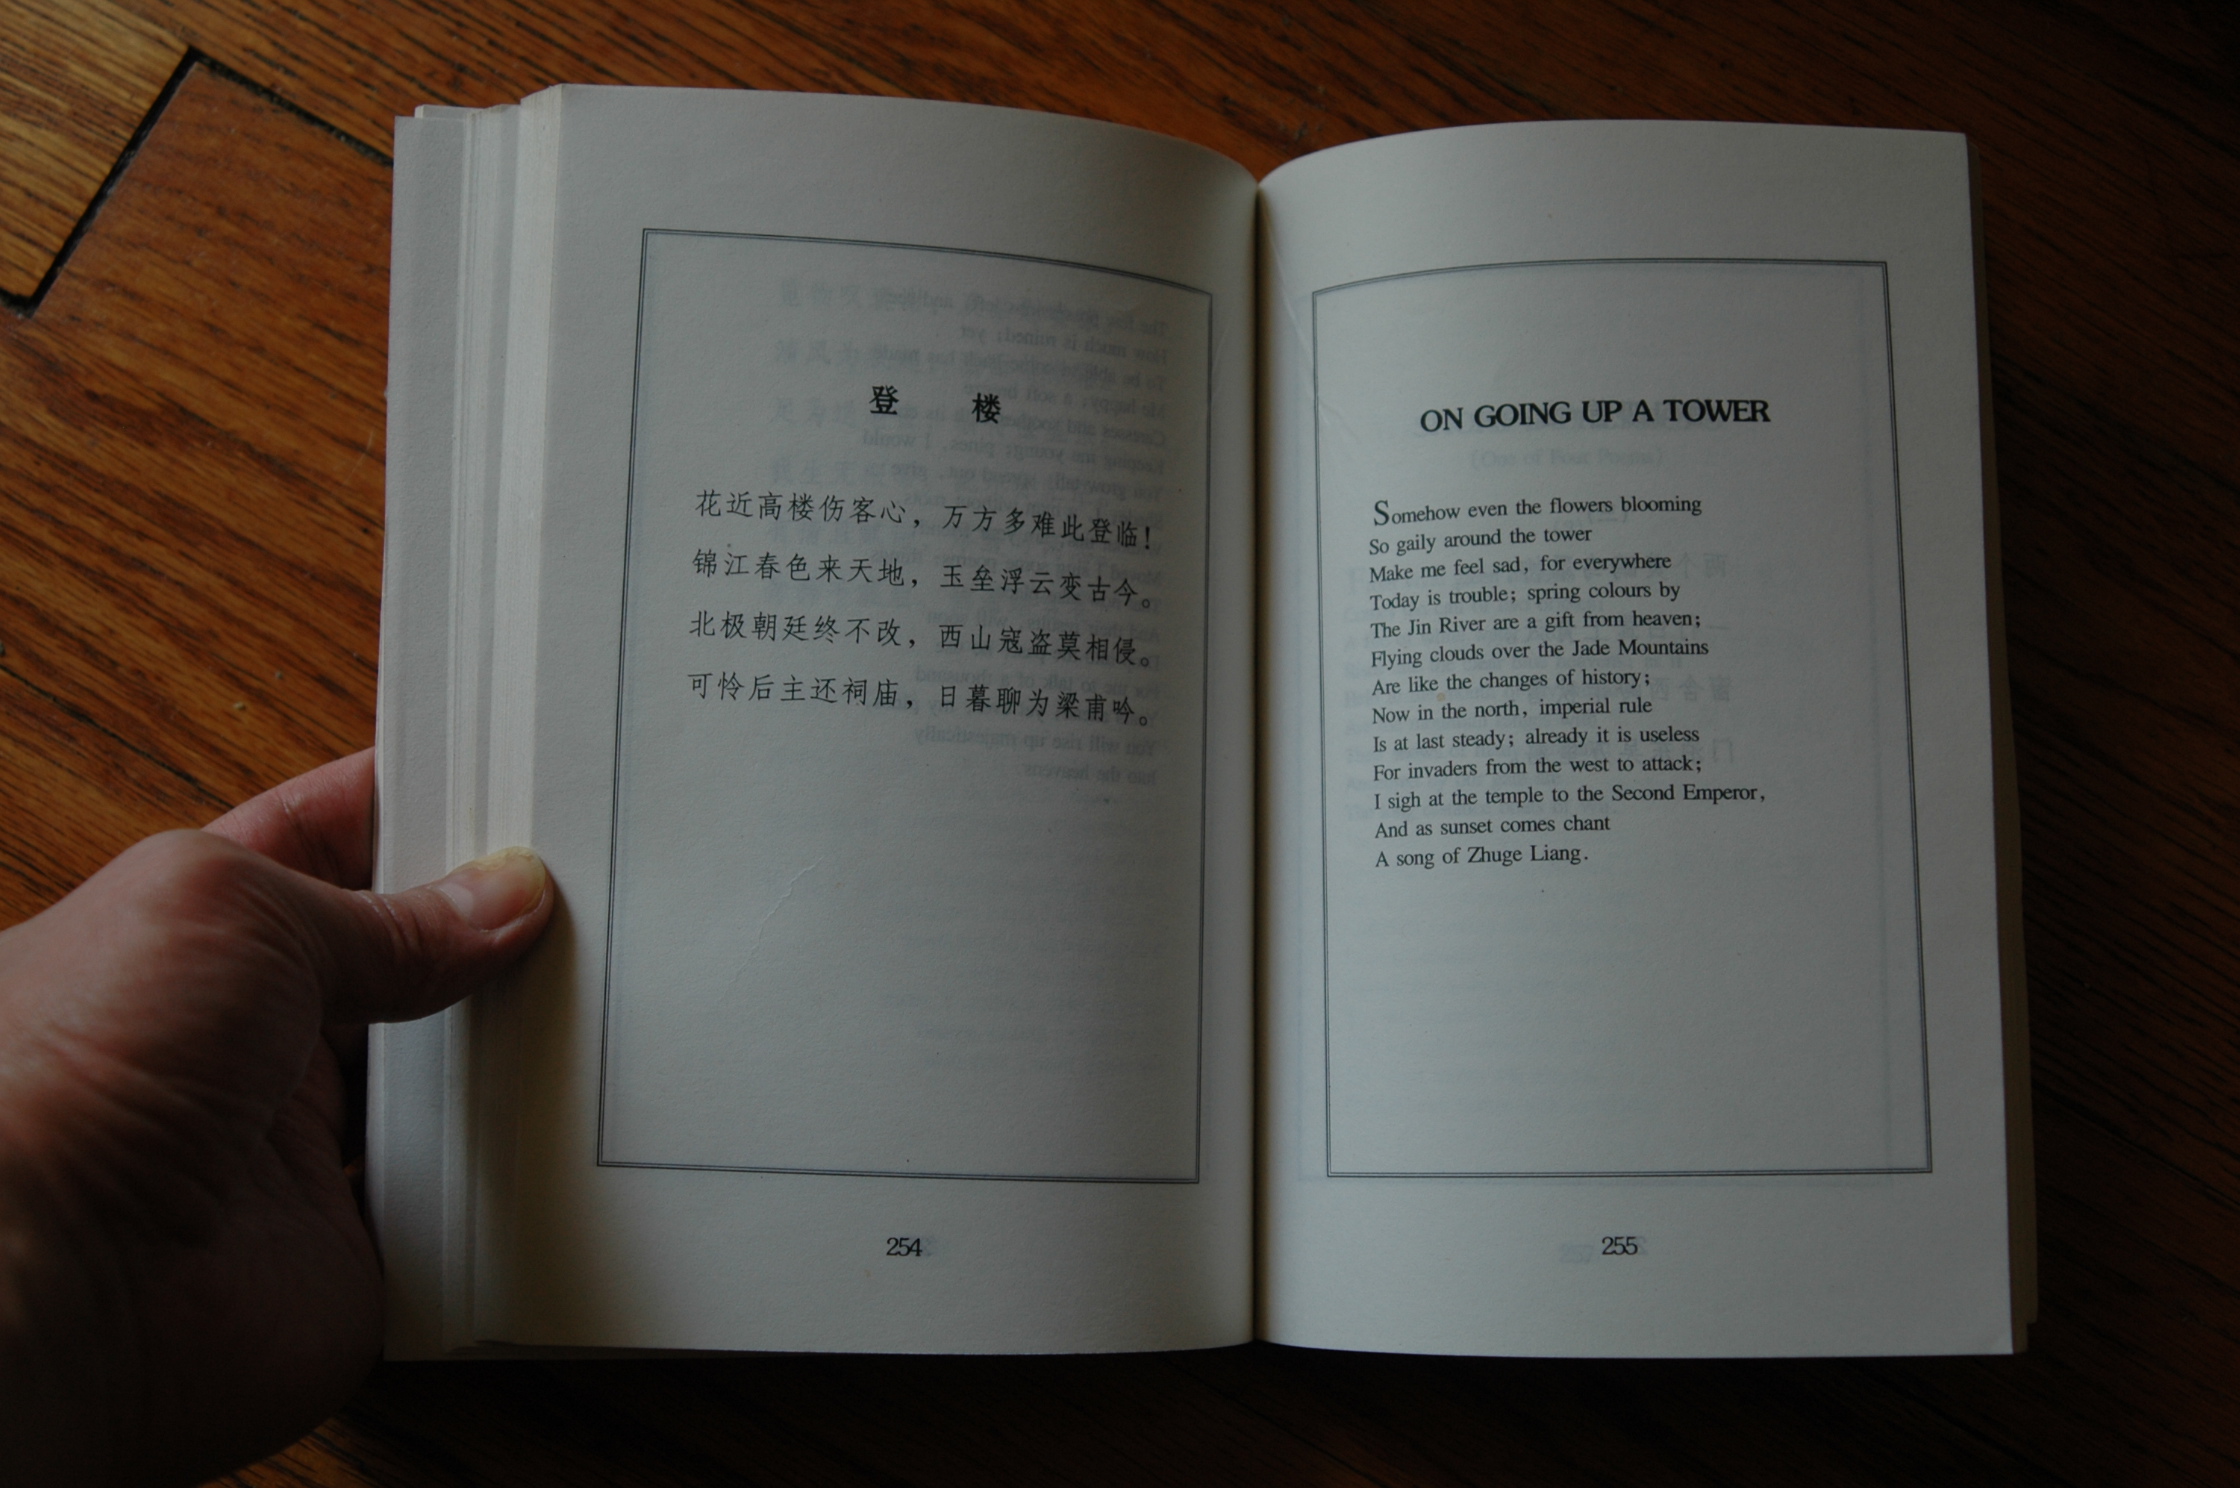 登 楼
花近高楼伤客心，万方多难此登临！
锦江春色来天地，玉垒浮云变古今。
北极朝廷终不改，西山寇盗莫相侵。
可怜后主还祠庙，日暮聊为梁甫吟。
254
ON GOING UP A TOWER
Somehow even the flowers blooming
So gaily around the tower
Make me feel sad, for everywhere
Today is trouble; spring colours by
The Jin River are a gift from heaven;
Flying clouds over the Jade Mountains
Are like the changes of history;
Now in the north, imperial rule
Is at last steady; already it is useless
For invaders from the west to attack;
I sigh at the temple to the Second Emperor,
And as sunset comes chant
A song of Zhuge Liang.
255